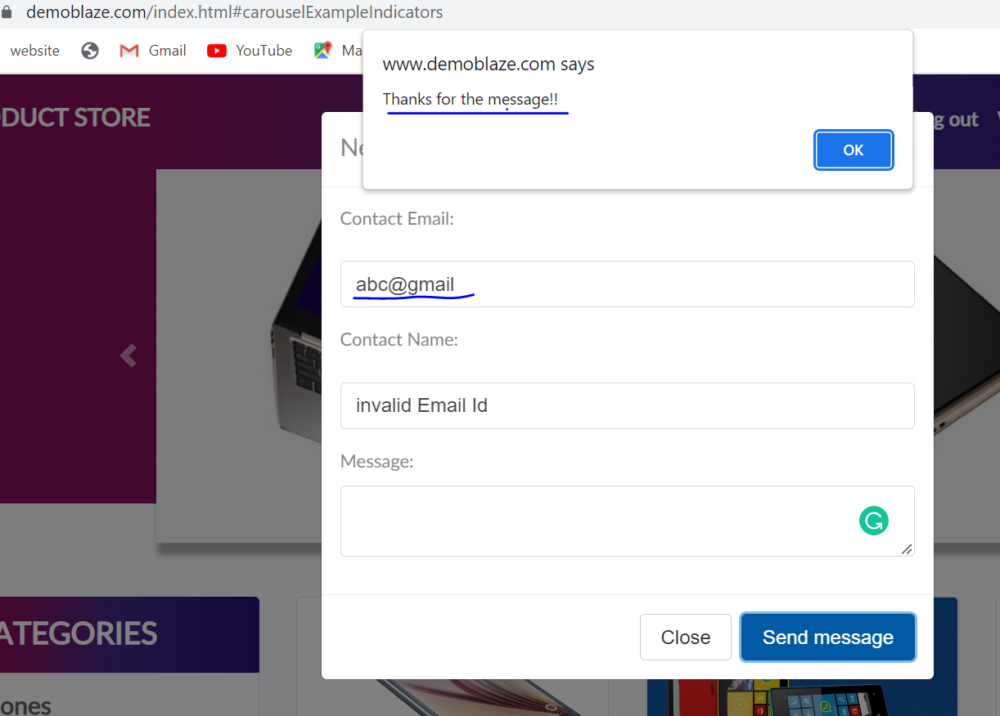 demoblaze.com/index.html#carouselExampleIndicators
website Gmail YouTube Ma
www.demoblaze.com says
Thanks for the message!!
OK
DUCT STORE
g out
Ne
Contact Email:
abc@gmail
Contact Name:
invalid Email Id
Message:
Close Send message
ATEGORIES
ones